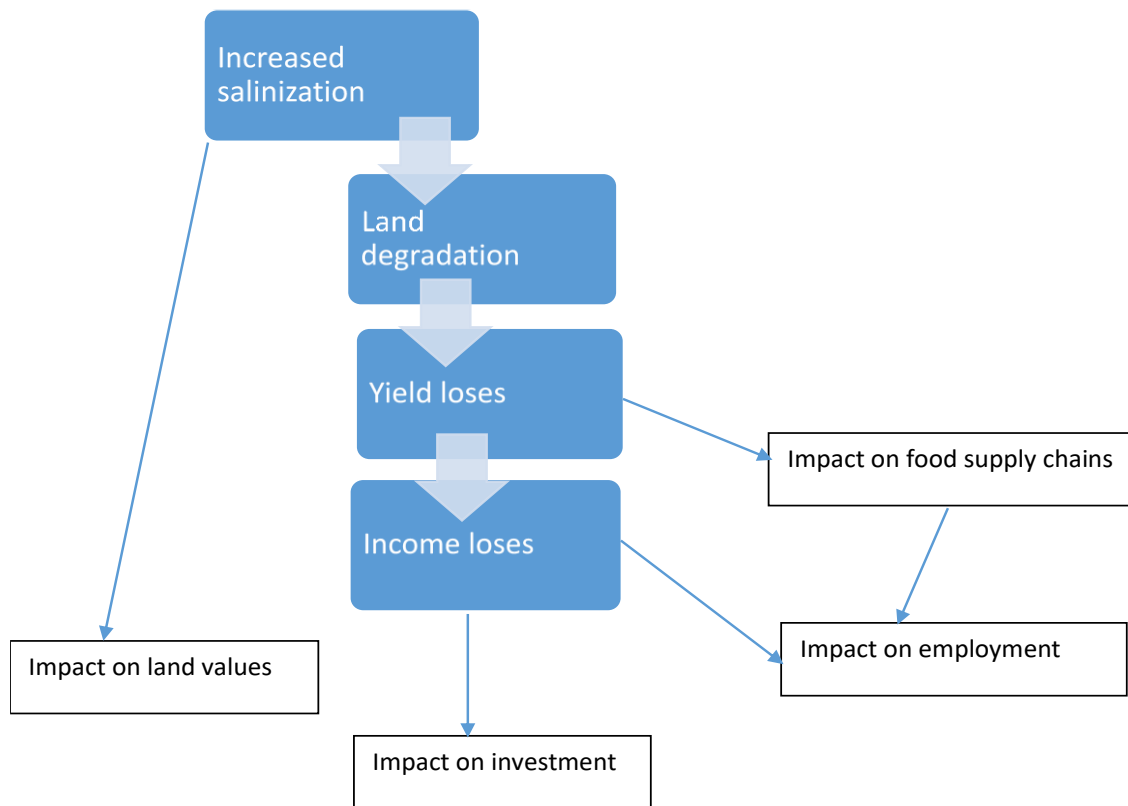 Increased
salinization
Land
degradation
Yield loses
Impact on food supply chains
Income loses
Impact on employment
Impact on land values
Impact on investment